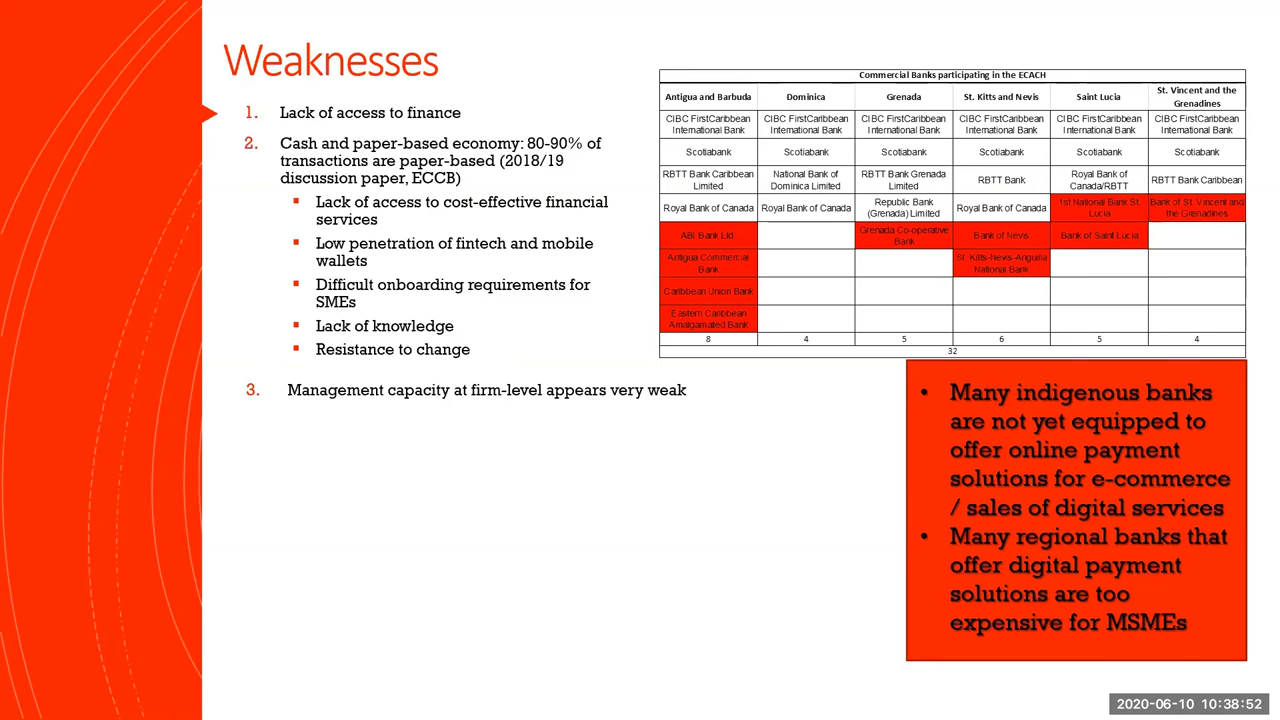 Weaknesses
1. Lack of access to finance
2. Cash and paper-based economy: 80-90% of
transactions are paper-based (2018/19
discussion paper, ECCB)
▪ Lack of access to cost-effective financial
services
▪ Low penetration of fintech and mobile
wallets
▪ Difficult onboarding requirements for
SMEs
▪ Lack of knowledge
▪ Resistance to change
3. Management capacity at firm-level appears very weak
Commercial Banks participating in the ECACH
Antigua and Barbuda Dominica Grenada St. Kitts and Nevis Saint Lucia St. Vincent and the
Grenadines
CIBC FirstCaribbean CIBC FirstCaribbean CIBC FirstCaribbean CIBC FirstCaribbean CIBC FirstCaribbean CIBC FirstCaribbean
International Bank International Bank International Bank International Bank International Bank International Bank
Scotiabank Scotiabank Scotiabank Scotiabank Scotiabank Scotiabank
RBTT Bank Caribbean National Bank of RBTT Bank Grenada RBTT Bank Royal Bank of RBTT Bank Caribbean
Limited Dominica Limited Limited Canada/RBTT
Royal Bank of Canada Royal Bank of Canada Republic Bank Royal Bank of Canada 1st National Bank St. Bank of St. Vincent and
(Grenada) Limited Lucia the Grenadines
ABI Bank Ltd Grenada Co-operative Bank of Nevis Bank of Saint Lucia
Bank
Antigua Commercial St. Kitts-Nevis-Anguilla
Bank National Bank
Caribbean Union Bank
Eastern Caribbean
Amalgamated Bank
8 4 5 6 5 4
32
• Many indigenous banks
are not yet equipped to
offer online payment
solutions for e-commerce
/ sales of digital services
• Many regional banks that
offer digital payment
solutions are too
expensive for MSMEs
2020-06-10 10:38:52